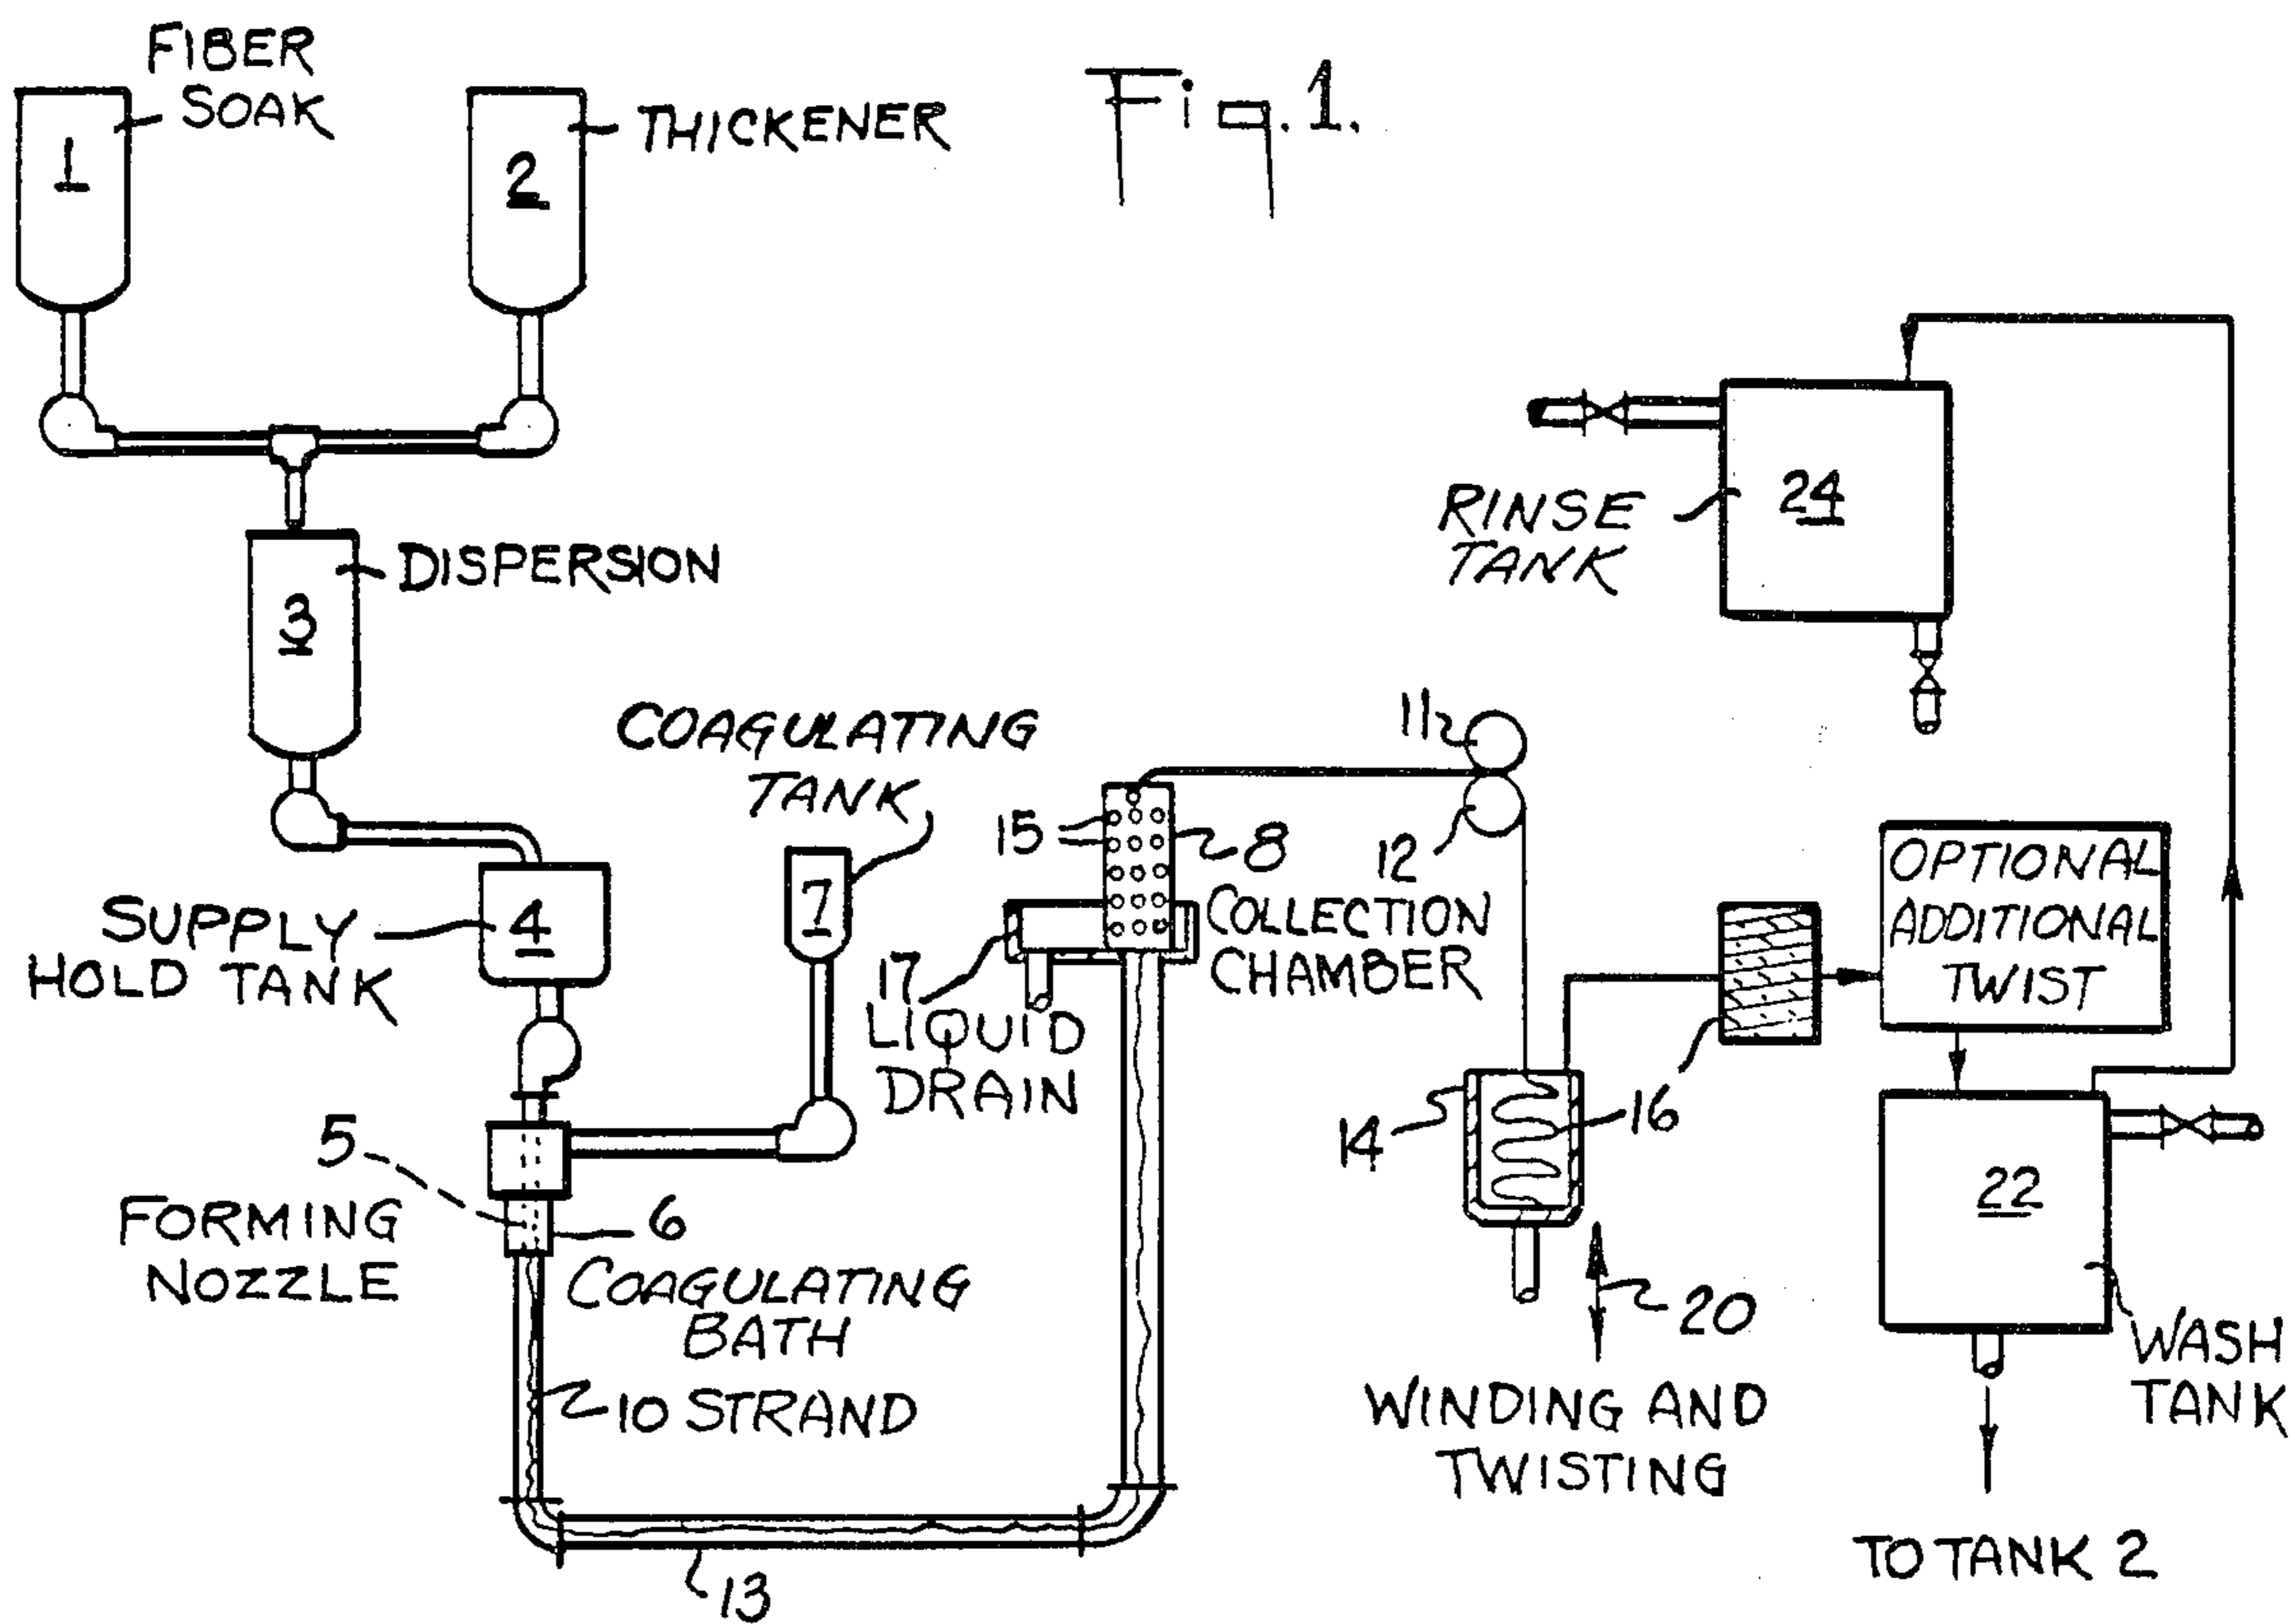 Fig. 1.
FIBER
SOAK
1
2
THICKENER
DISPERSION
3
RINSE
TANK
24
COAGULATING
TANK
7
SUPPLY
HOLD TANK
4
15
8
COLLECTION
CHAMBER
17
LIQUID
DRAIN
11
12
OPTIONAL
ADDITIONAL
TWIST
16
14
16
20
WINDING AND
TWISTING
22
WASH
TANK
TO TANK 2
5
FORMING
NOZZLE
6
COAGULATING
BATH
10 STRAND
13